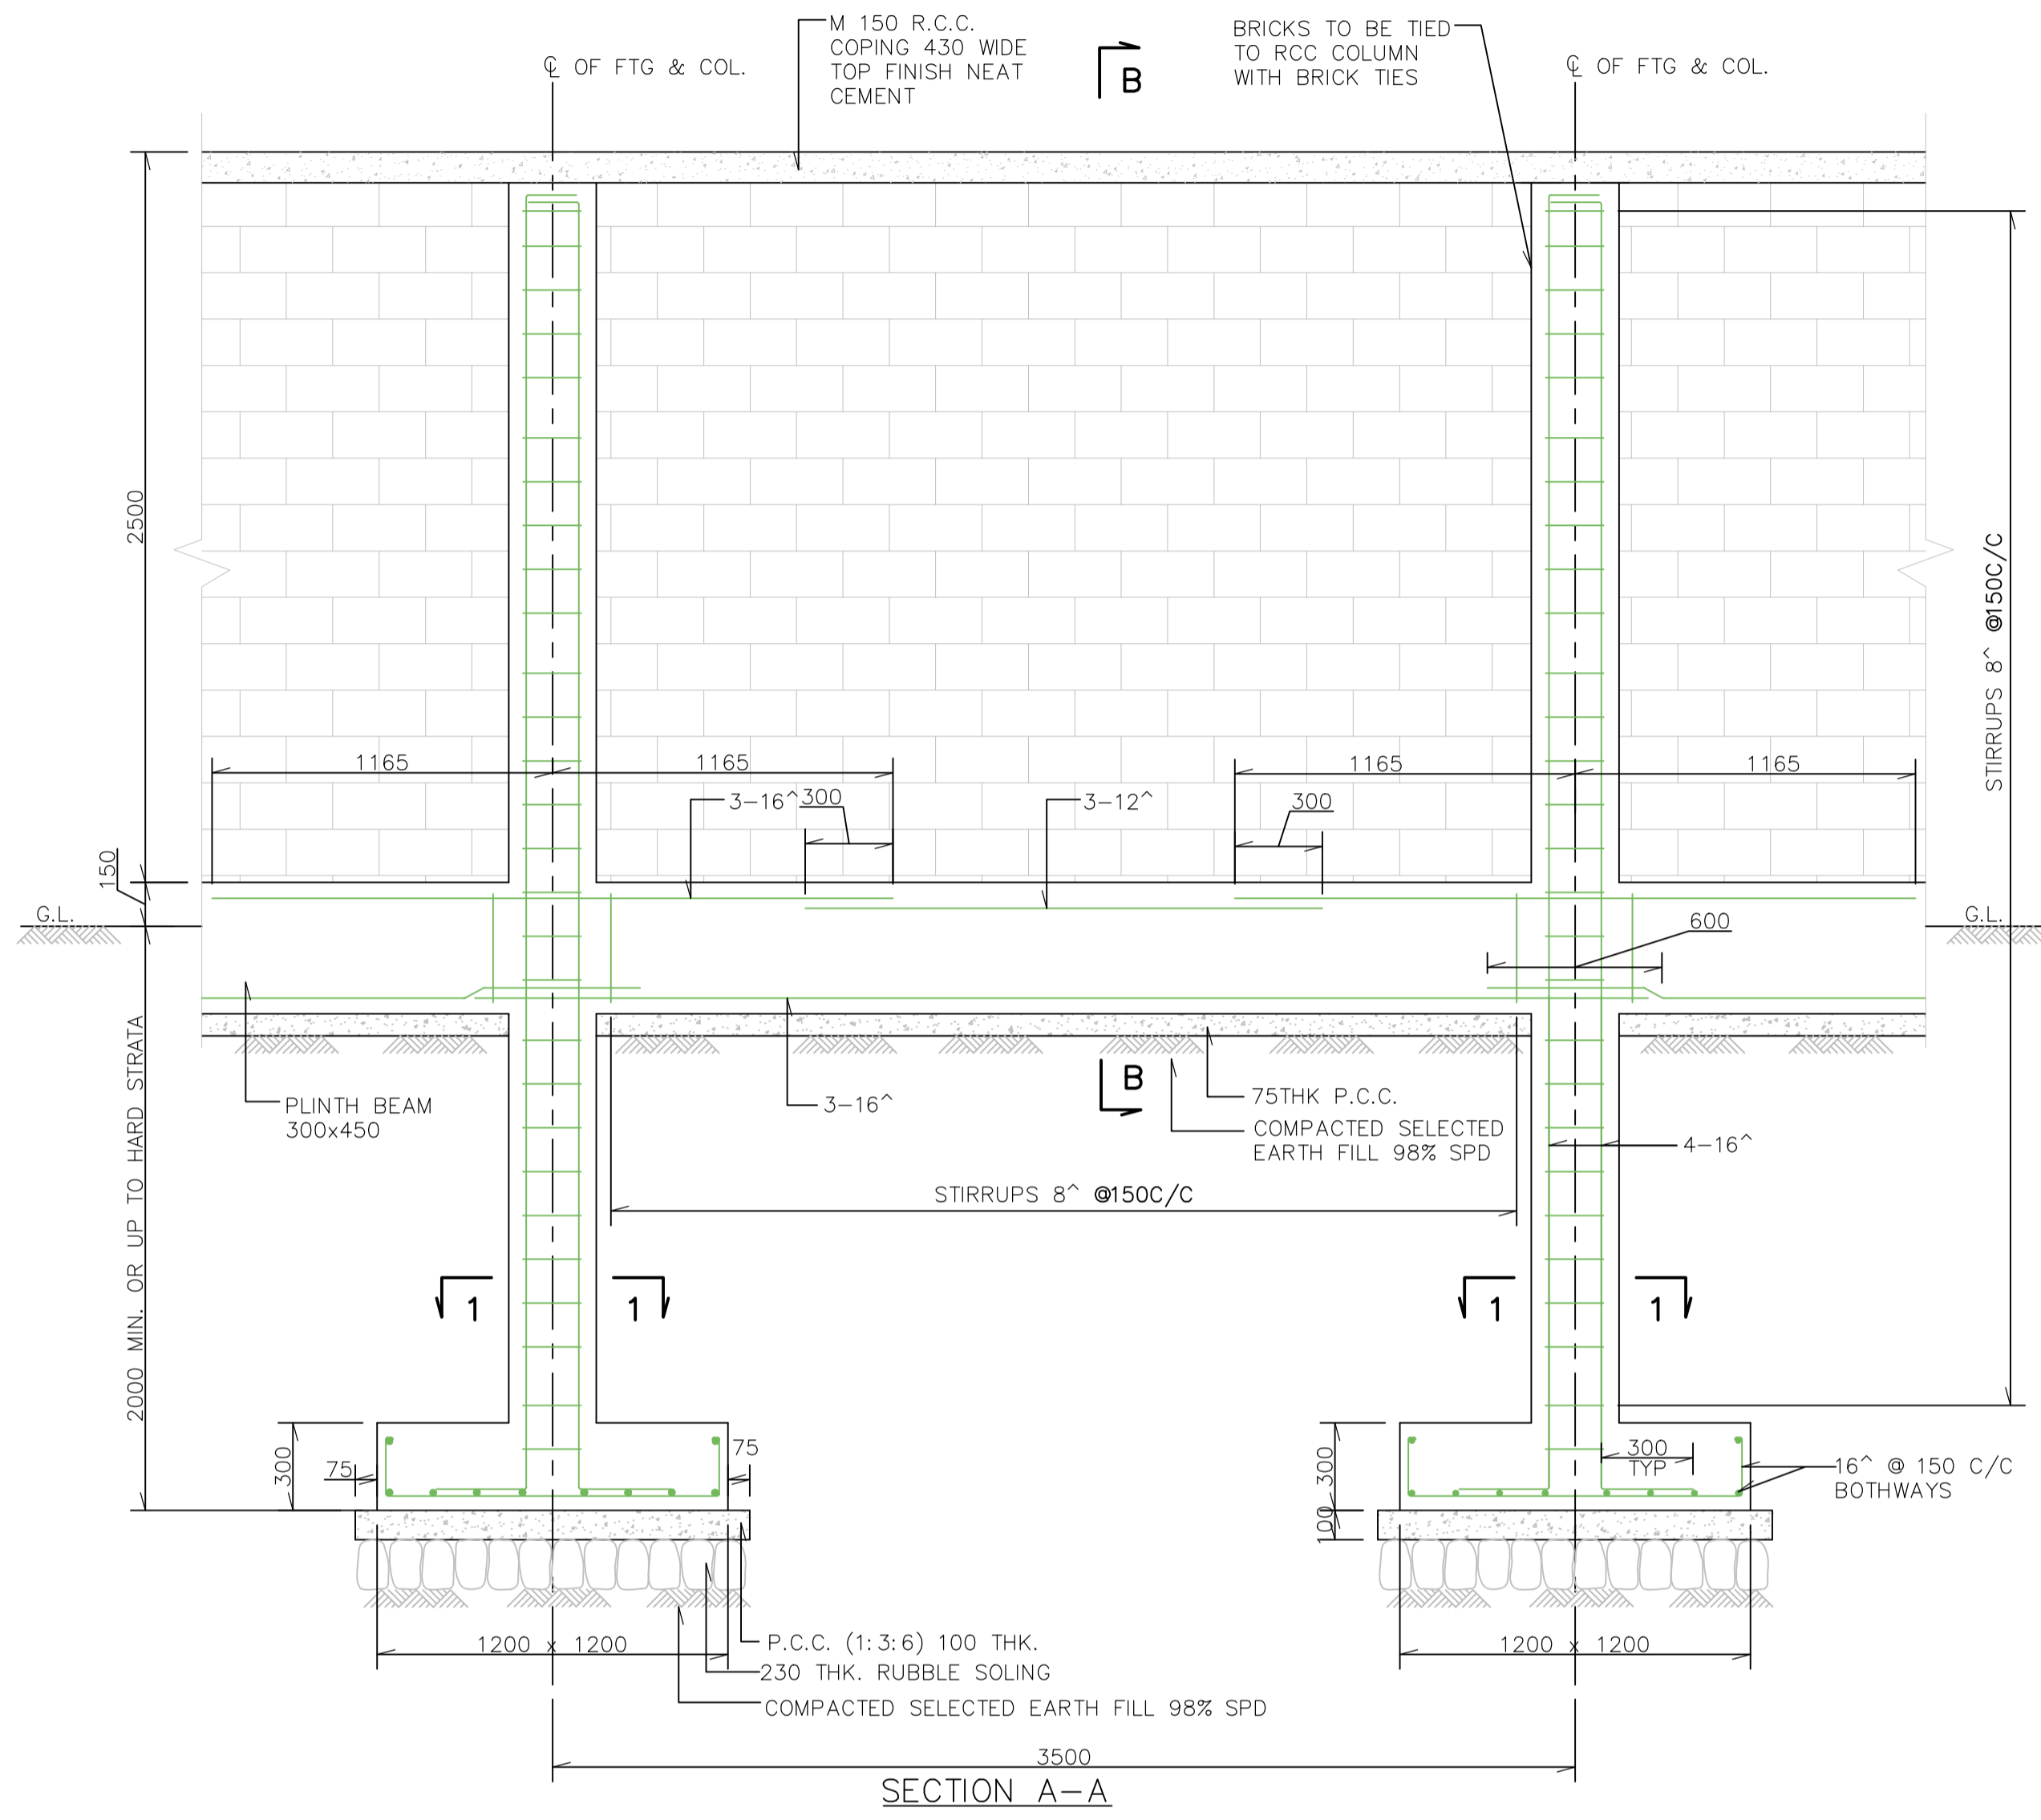 M 150 R.C.C.
COPING 430 WIDE
TOP FINISH NEAT
CEMENT
BRICKS TO BE TIED
TO RCC COLUMN
WITH BRICK TIES
℄ OF FTG & COL.
℄ OF FTG & COL.
B
2500
STIRRUPS 8^ @150C/C
1165
1165
1165
1165
3-16^
300
3-12^
300
150
G.L.
G.L.
600
2000 MIN. OR UP TO HARD STRATA
PLINTH BEAM
300x450
3-16^
B
75THK P.C.C.
COMPACTED SELECTED
EARTH FILL 98% SPD
4-16^
STIRRUPS 8^ @150C/C
1
1
1
1
300
75
75
300
100
300
TYP
16^ @ 150 C/C
BOTHWAYS
1200 x 1200
1200 x 1200
P.C.C. (1:3:6) 100 THK.
230 THK. RUBBLE SOLING
COMPACTED SELECTED EARTH FILL 98% SPD
3500
SECTION A-A